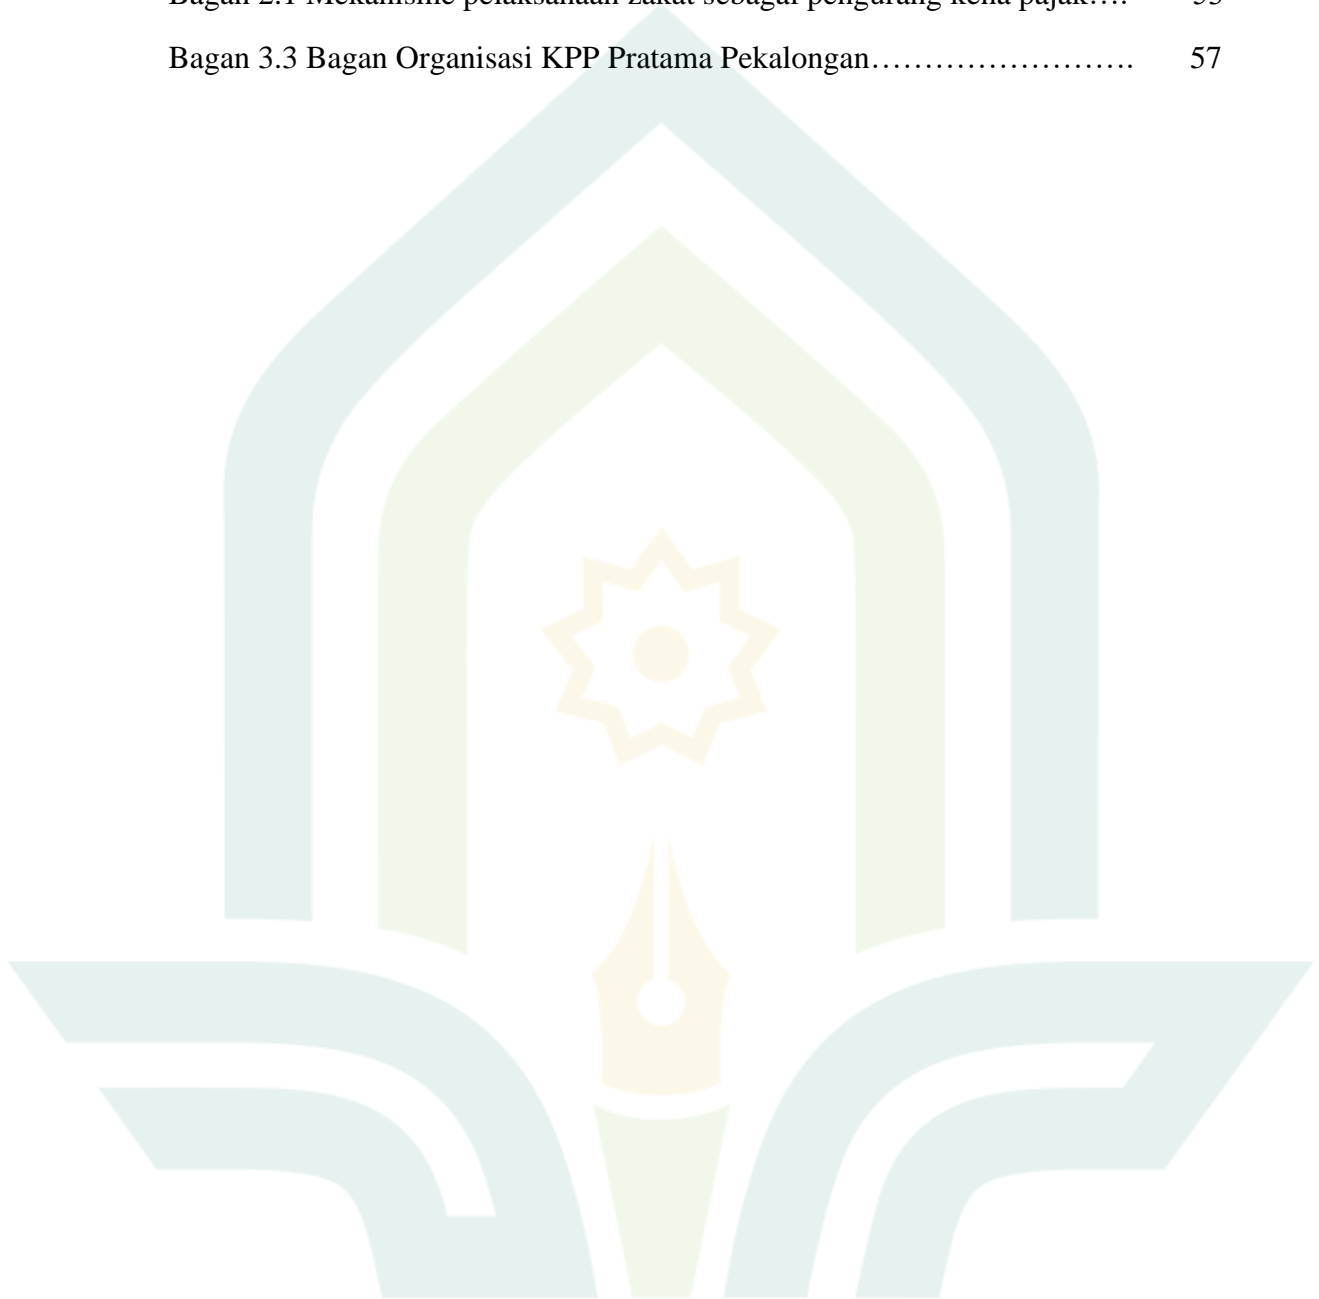 Bagan 2.1 Mekanisme pelaksanaan zakat sebagai pengurang kena pajak….
Bagan 3.3 Bagan Organisasi KPP Pratama Pekalongan……………………. 57